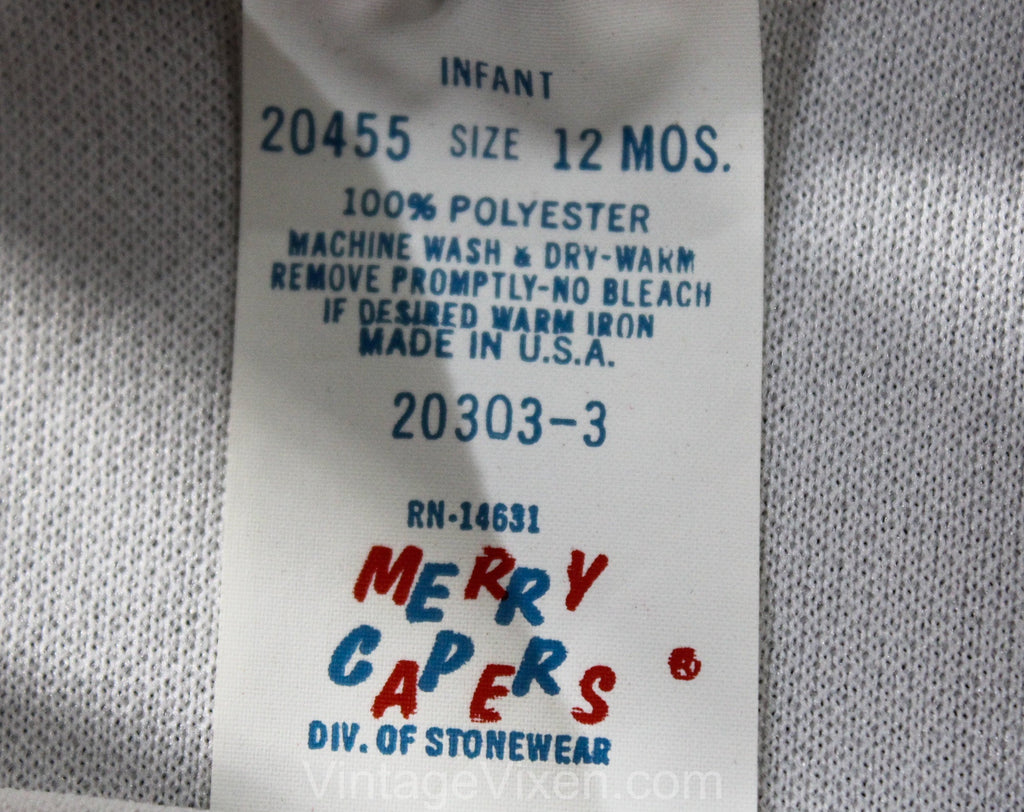 INFANT
20455 SIZE 12 MOS.
100% POLYESTER
MACHINE WASH & DRY-WARM
REMOVE PROMPTLY-NO BLEACH
IF DESIRED WARM IRON
MADE IN U.S.A.
20303-3
RN-14631
MERRY
CAPERS ®
DIV. OF STONEWEAR
VintageVixen.com